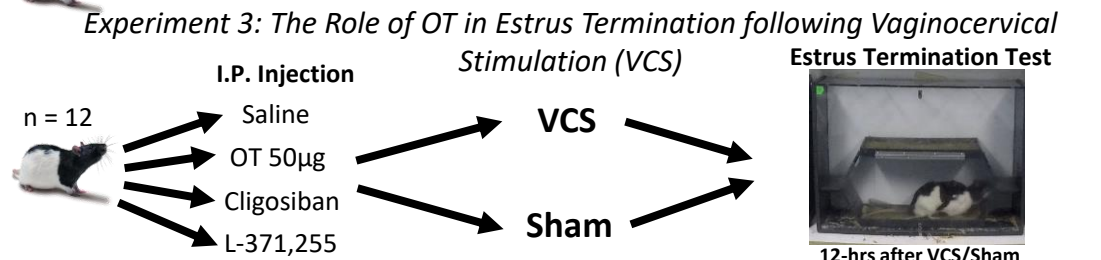 Experiment 3: The Role of OT in Estrus Termination following Vaginocervical
Stimulation (VCS)
Estrus Termination Test
I.P. Injection
n = 12
Saline
OT 50µg
Cligosiban
L-371,255
VCS
Sham
12-hrs after VCS/Sham